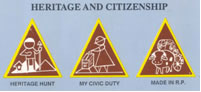 HERITAGE AND CITIZENSHIP
HERITAGE HUNT
MY CIVIC DUTY
MADE IN R.P.